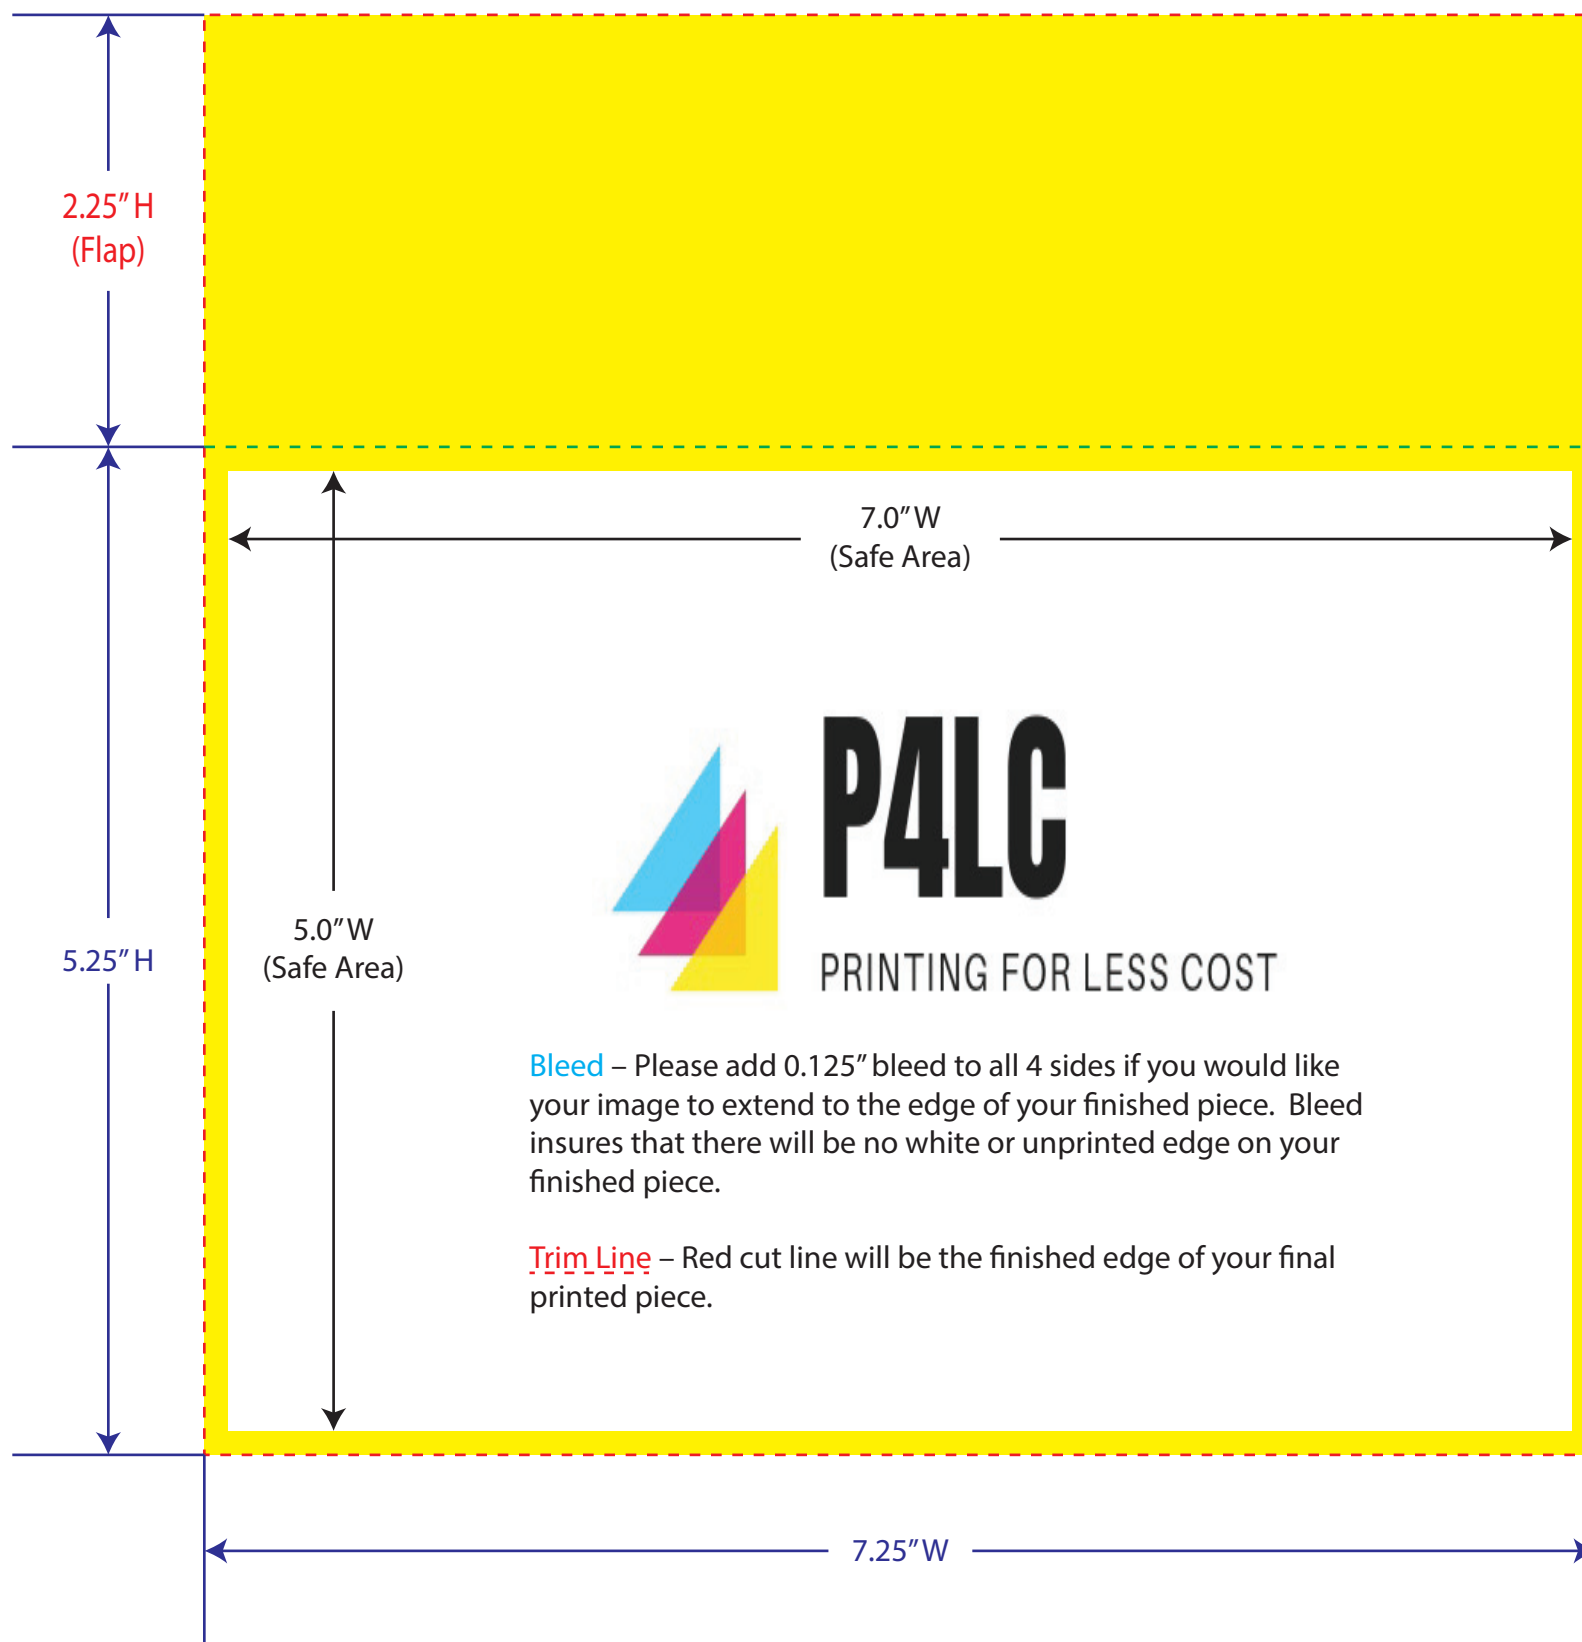 2.25" H
(Flap)
7.0" W
(Safe Area)
P4LC
PRINTING FOR LESS COST
5.0" W
(Safe Area)
5.25" H
Bleed – Please add 0.125" bleed to all 4 sides if you would like
your image to extend to the edge of your finished piece.  Bleed
insures that there will be no white or unprinted edge on your
finished piece.
Trim Line – Red cut line will be the finished edge of your final
printed piece.
7.25" W